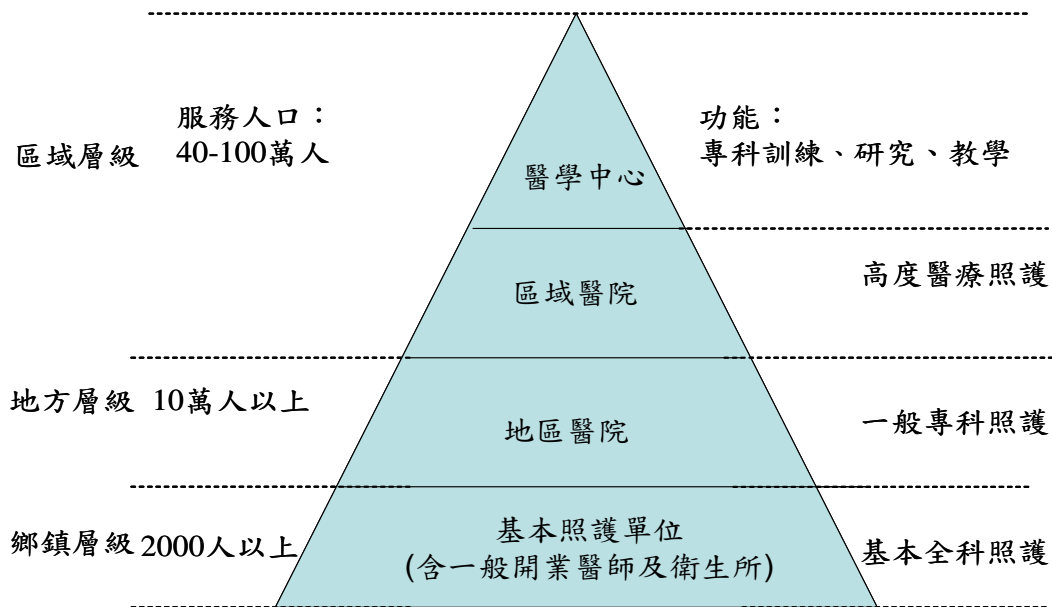 服務人口：
40-100萬人
功能：
專科訓練、研究、教學
區域層級
醫學中心
區域醫院
高度醫療照護
地方層級
10萬人以上
地區醫院
一般專科照護
鄉鎮層級
2000人以上
基本照護單位
(含一般開業醫師及衛生所)
基本全科照護